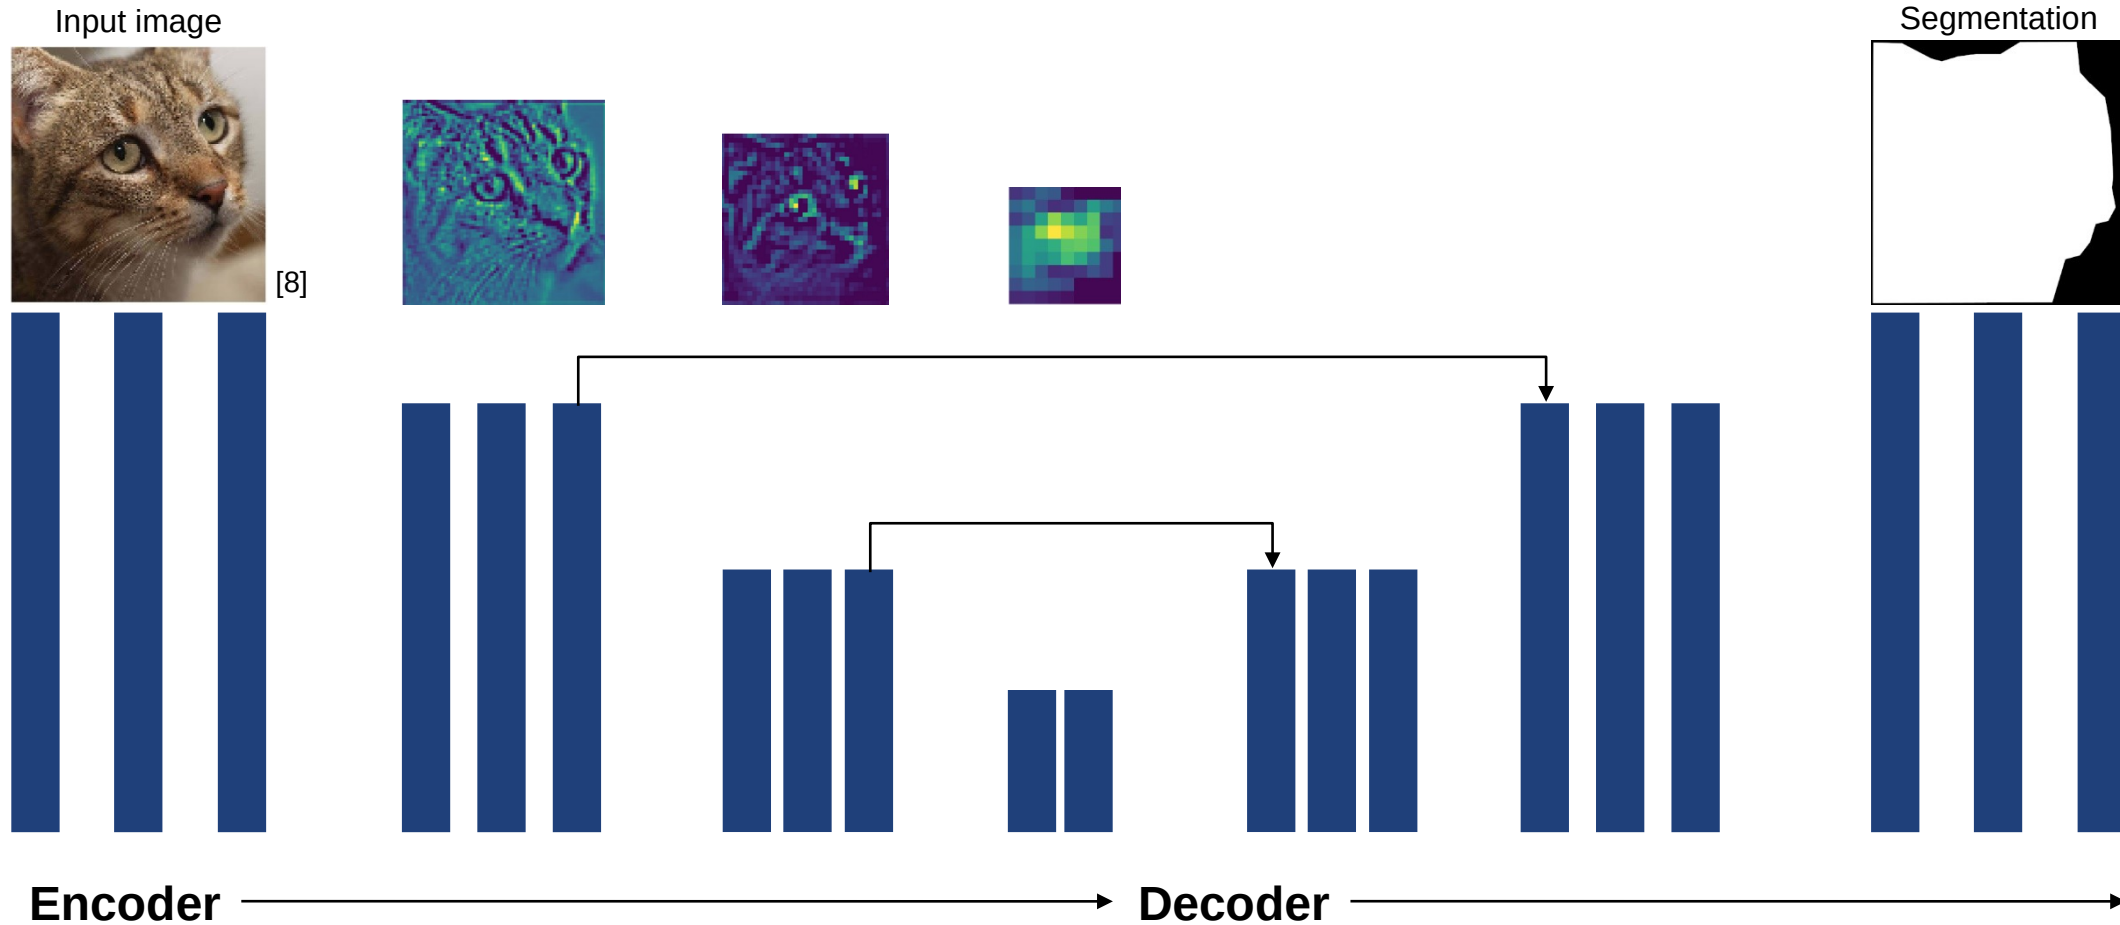 Input image
Segmentation
[8]
Encoder
Decoder